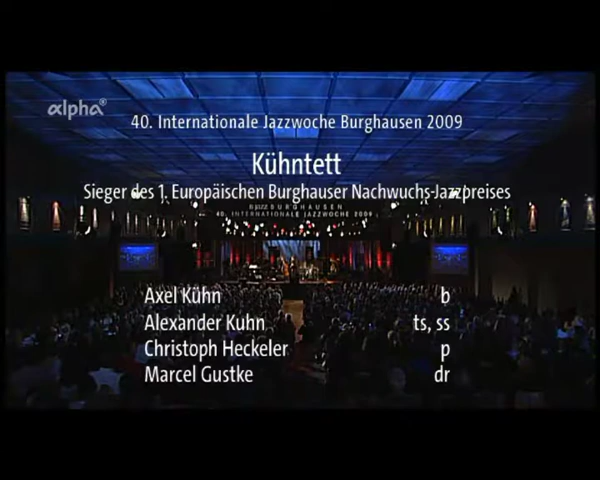 alpha®
40. Internationale Jazzwoche Burghausen 2009
Kühntett
Sieger des 1. Europäischen Burghauser Nachwuchs-Jazzpreises
BURGHAUSEN
40. INTERNATIONALE JAZZWOCHE 2009
Axel Kühn b
Alexander Kuhn ts, ss
Christoph Heckeler p
Marcel Gustke dr